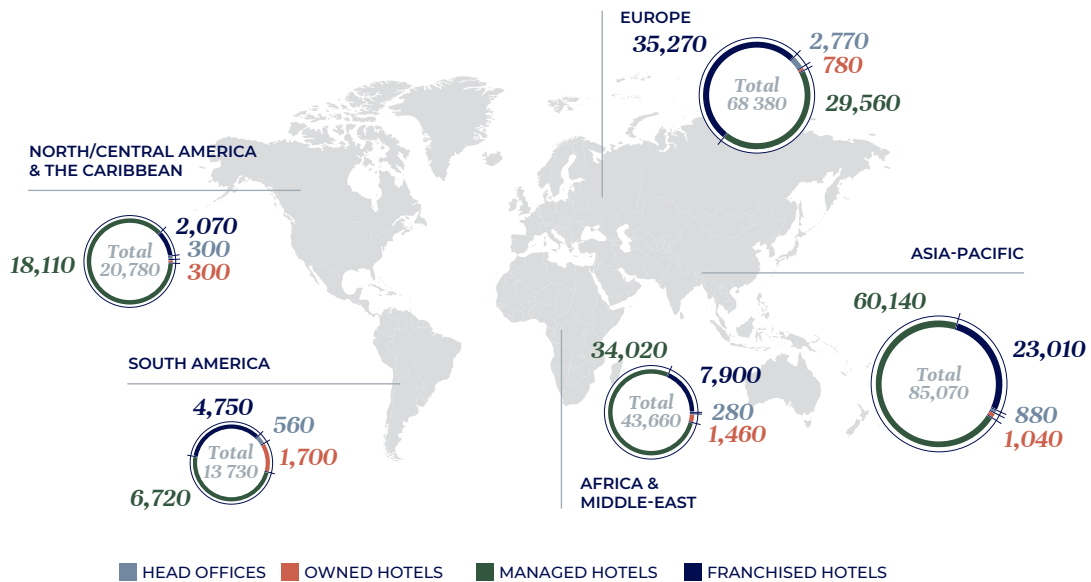 EUROPE
35,270
2,770
780
29,560
Total
68 380
NORTH/CENTRAL AMERICA
& THE CARIBBEAN
2,070
300
300
18,110
Total
20,780
ASIA-PACIFIC
60,140
23,010
880
1,040
Total
85,070
SOUTH AMERICA
4,750
560
1,700
6,720
Total
13 730
34,020
7,900
280
1,460
Total
43,660
AFRICA &
MIDDLE-EAST
HEAD OFFICES
OWNED HOTELS
MANAGED HOTELS
FRANCHISED HOTELS